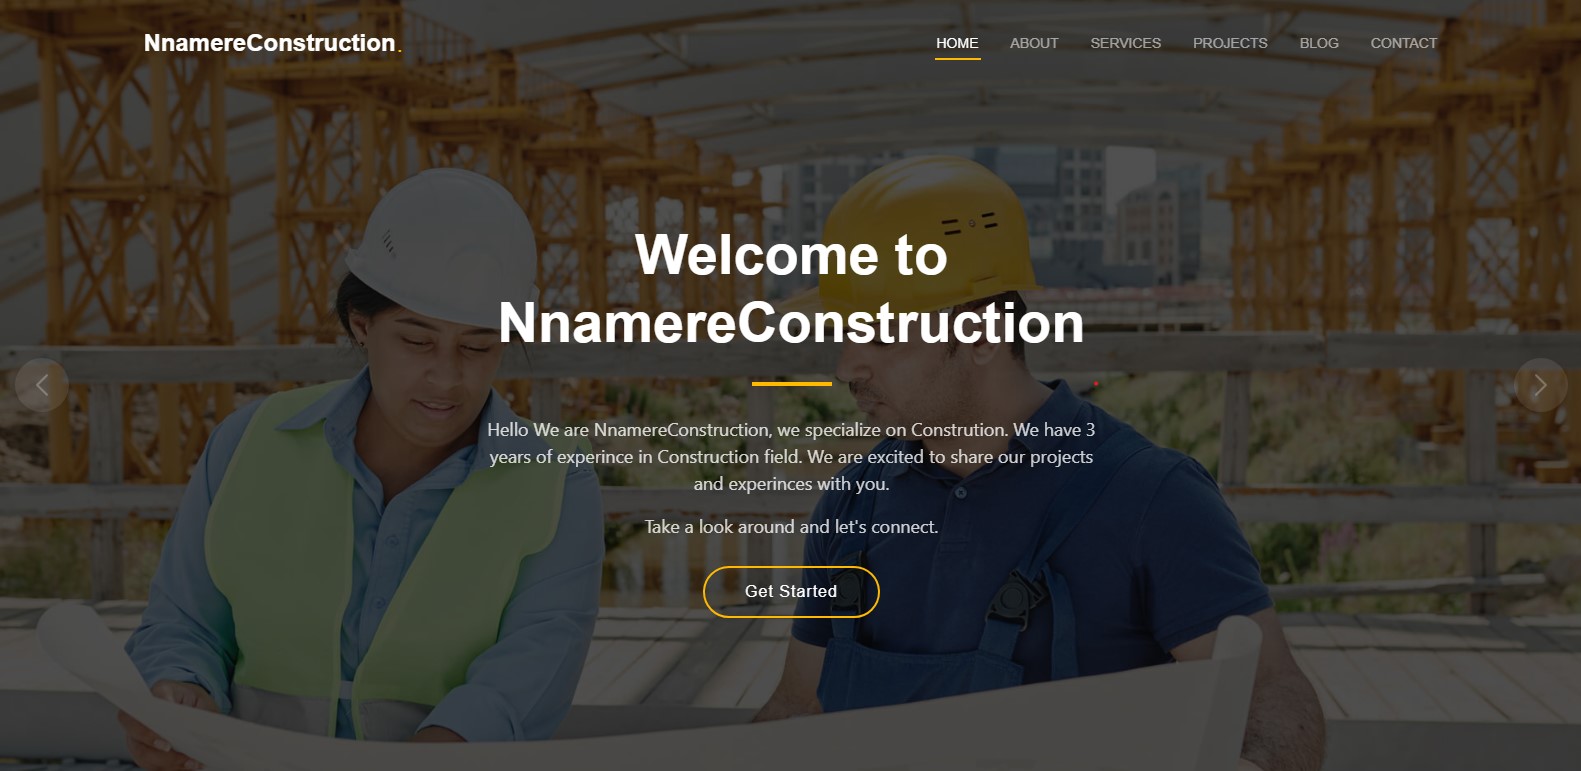 NnamereConstruction.
HOME ABOUT SERVICES PROJECTS BLOG CONTACT
Welcome to
NnamereConstruction
Hello We are NnamereConstruction, we specialize on Constrution. We have 3
years of experince in Construction field. We are excited to share our projects
and experinces with you.
Take a look around and let's connect.
Get Started